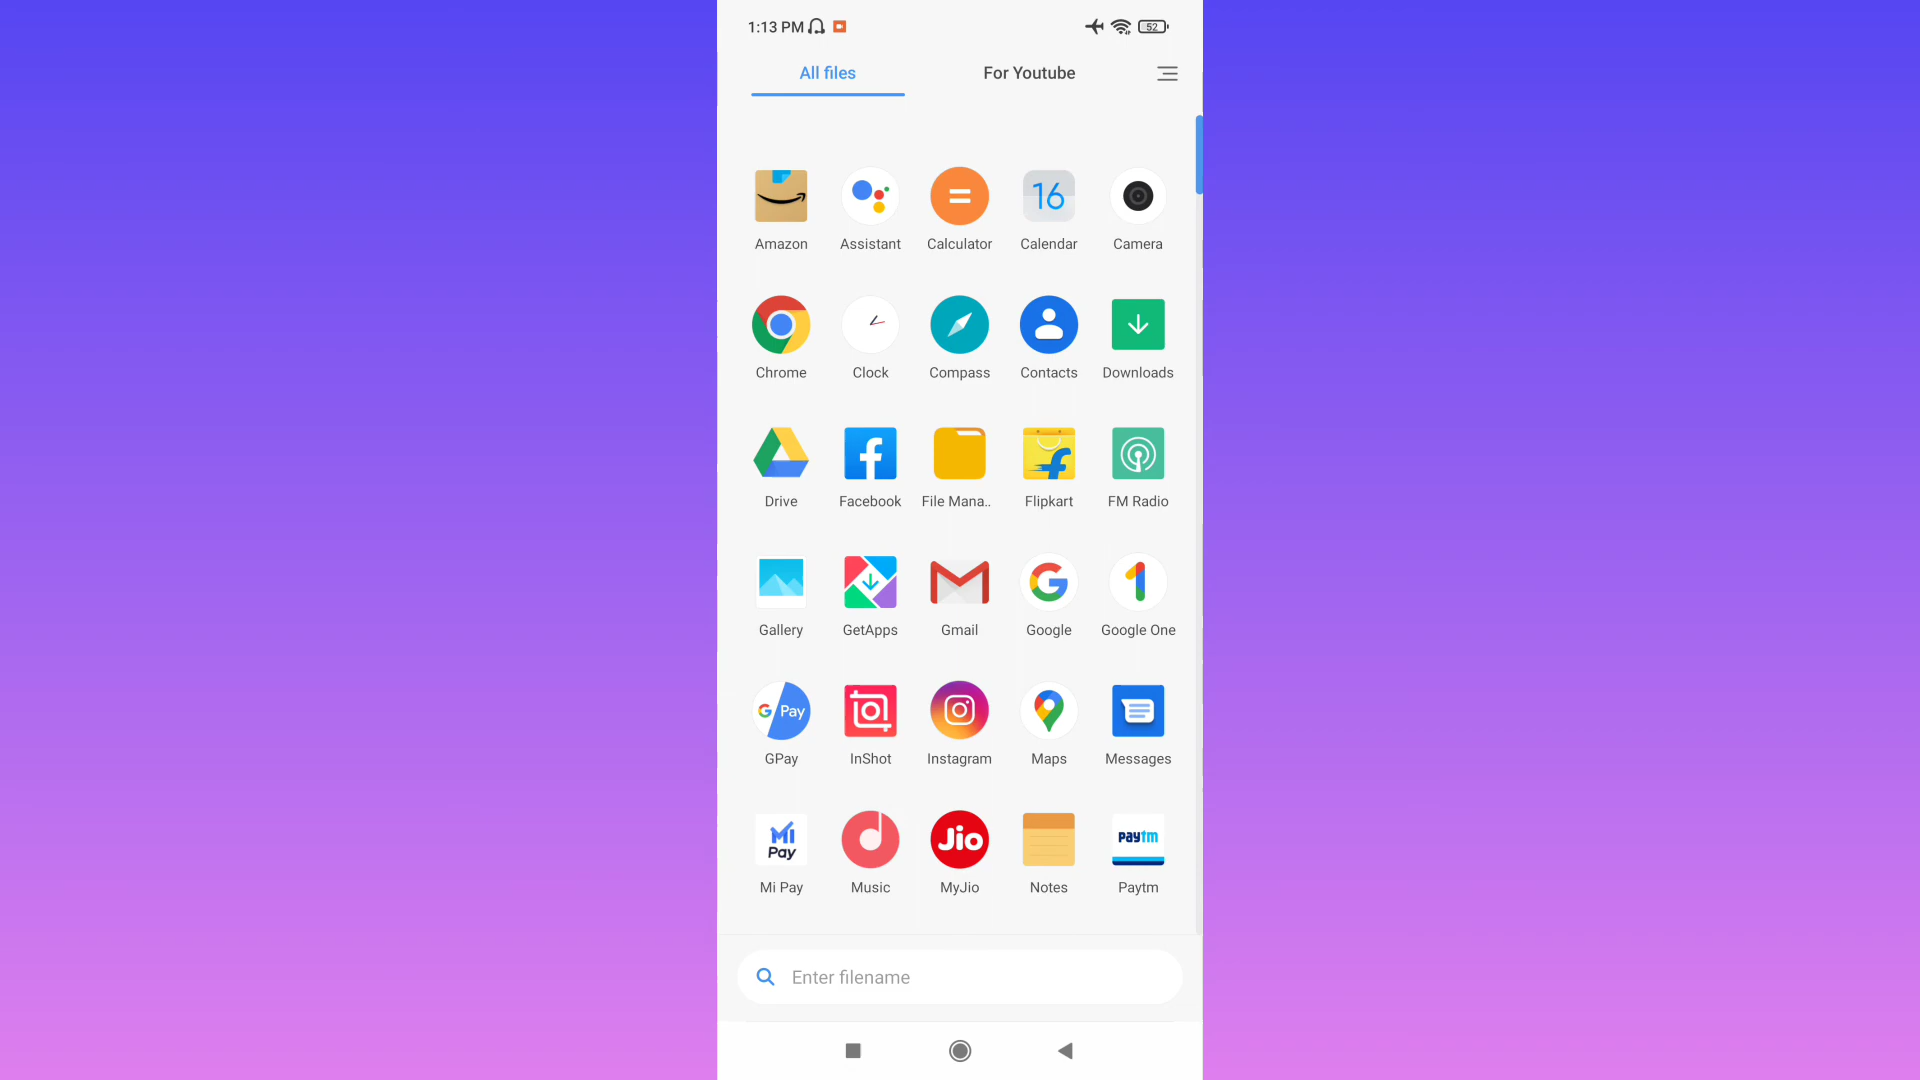 1:13 PM 52
All files For Youtube
16
Amazon Assistant Calculator Calendar Camera
Chrome Clock Compass Contacts Downloads
Drive Facebook File Mana.. Flipkart FM Radio
Gallery GetApps Gmail Google Google One
G Pay
GPay InShot Instagram Maps Messages
MI Pay Jio paytm
Mi Pay Music MyJio Notes Paytm
Enter filename